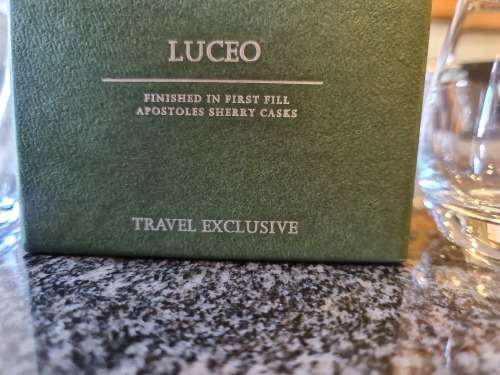 LUCEO
FINISHED IN FIRST FILL
APOSTOLES SHERRY CASKS
TRAVEL EXCLUSIVE